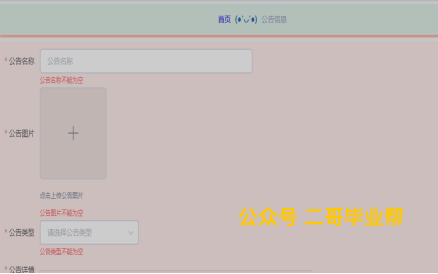 首页 (●'◡'●) 公告信息
* 公告名称 公告名称
公告名称不能为空
* 公告图片
点击上传公告图片
公告图片不能为空
公众号 二哥毕业帮
* 公告类型 请选择公告类型
公告类型不能为空
* 公告详情